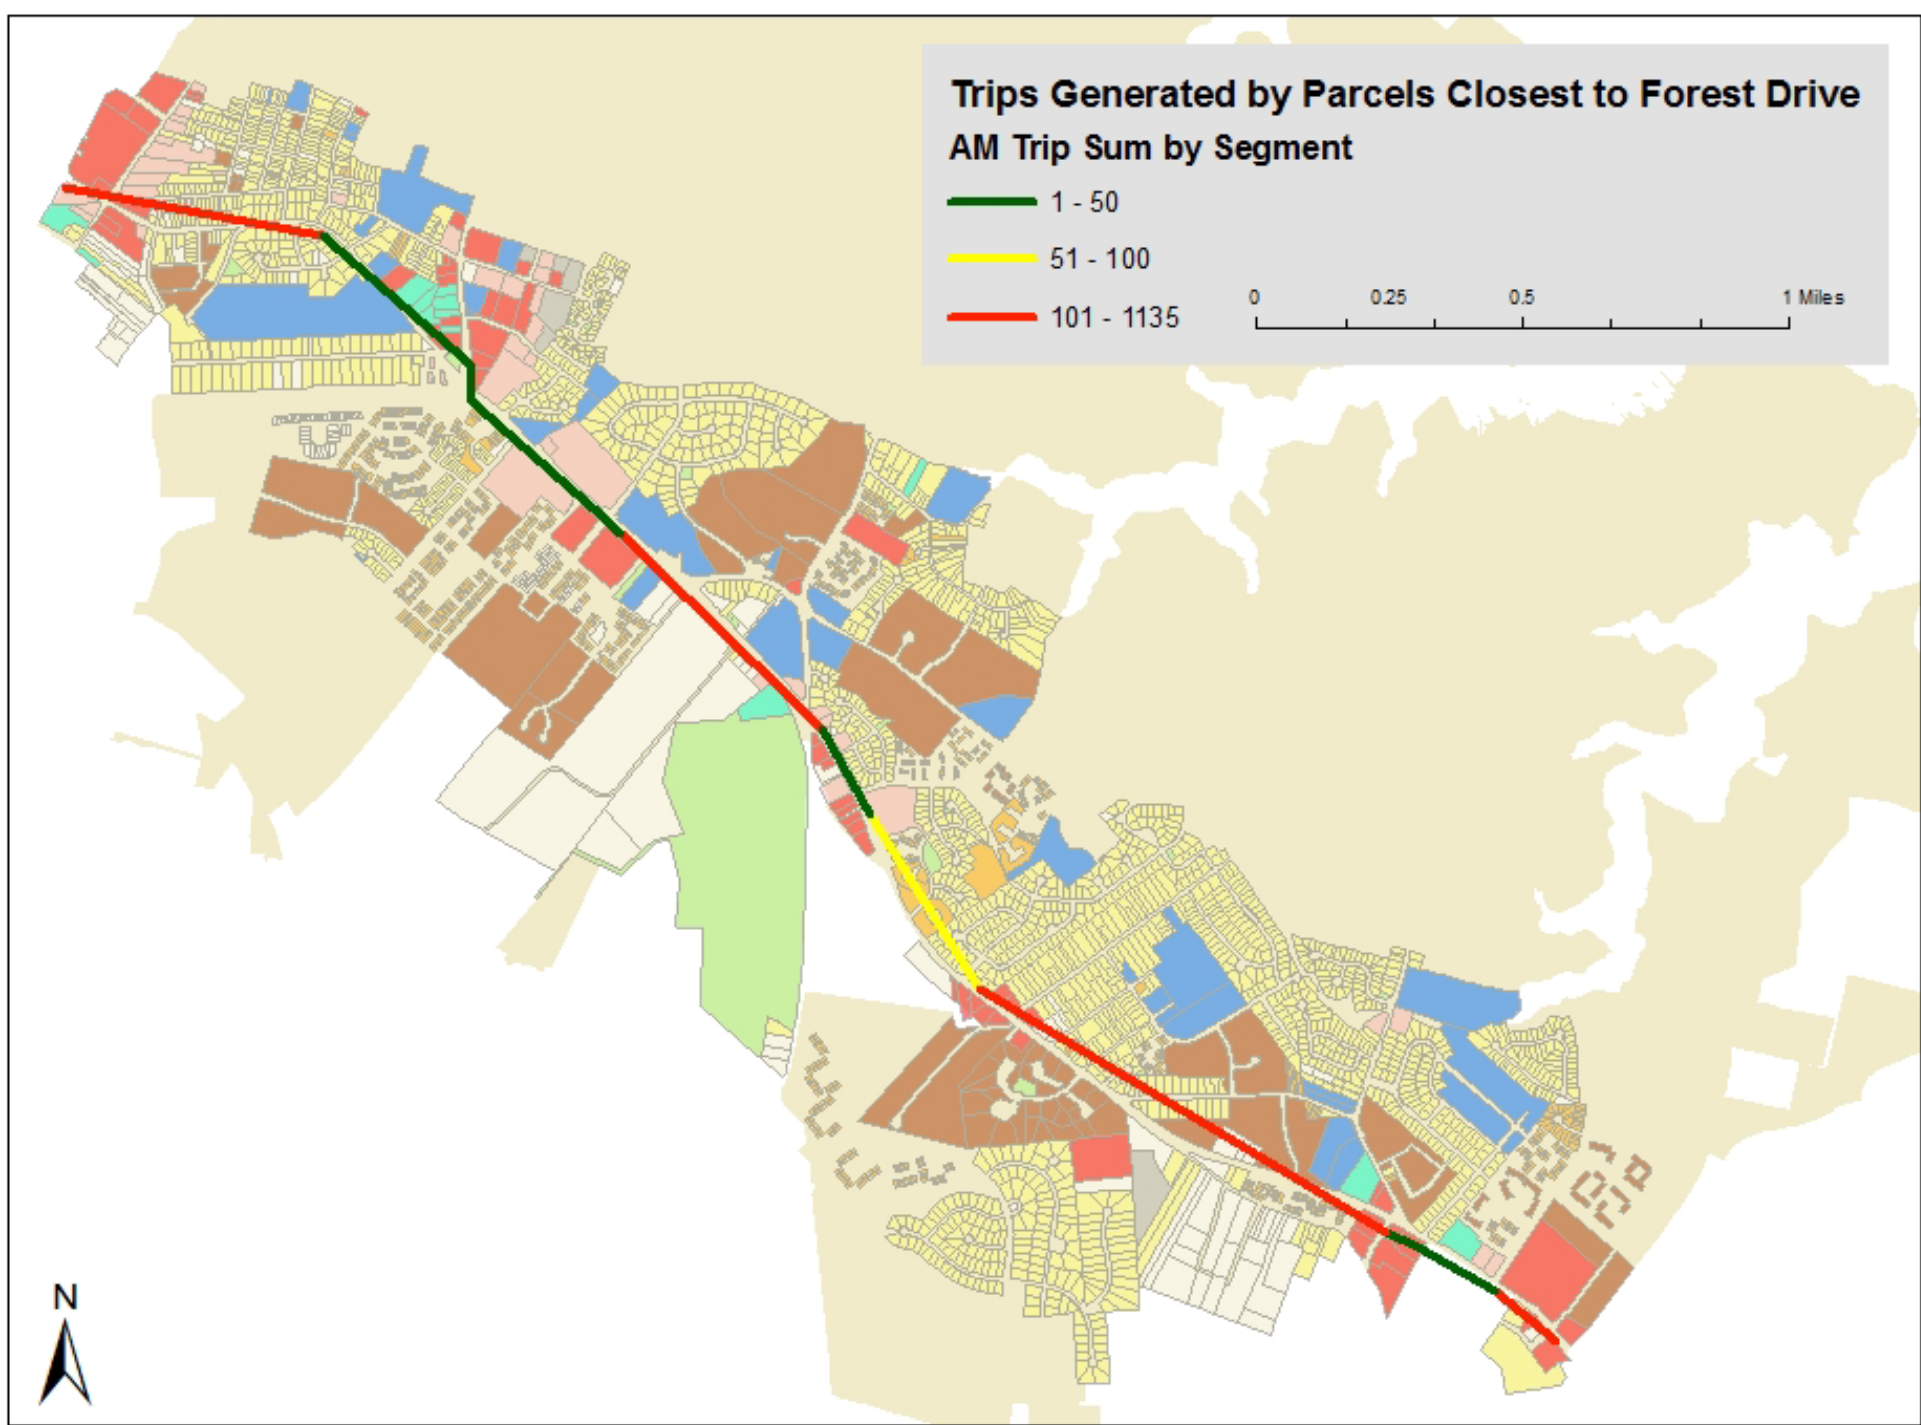 Trips Generated by Parcels Closest to Forest Drive
AM Trip Sum by Segment
1 - 50
51 - 100
101 - 1135
0 0.25 0.5 1 Miles
N